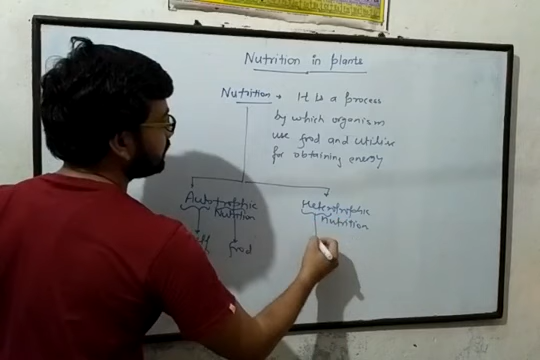 Nutrition in plants
Nutrition → It is a process
by which organism
use food and utilise
for obtaining energy
Autotrophic
Nutrition
Heterotrophic
Nutrition
food